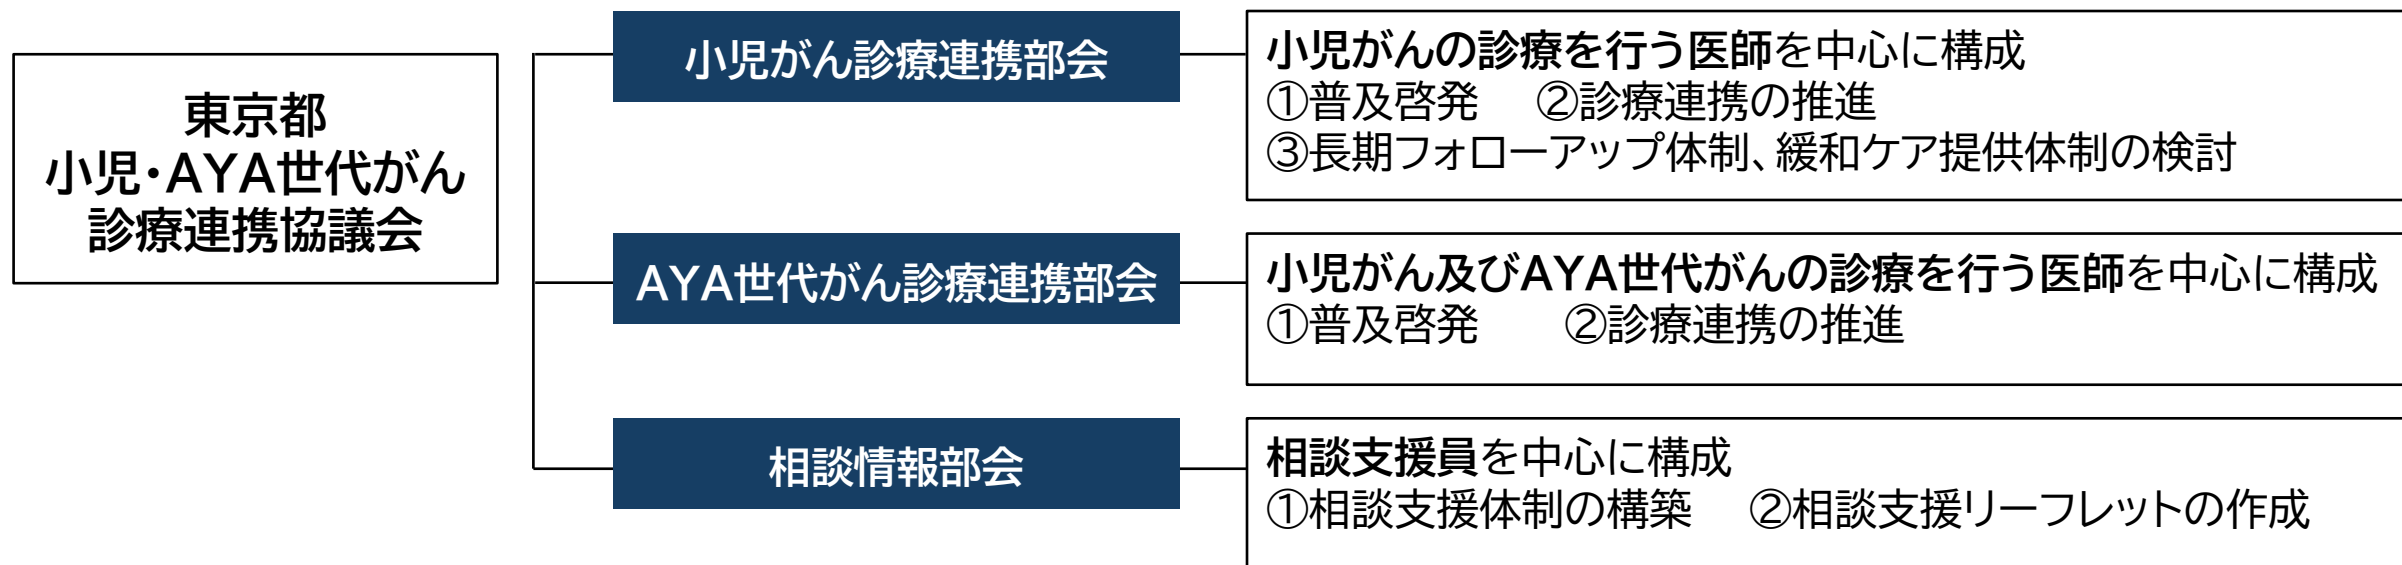 東京都
小児・AYA世代がん
診療連携協議会
小児がん診療連携部会
小児がんの診療を行う医師を中心に構成
①普及啓発　②診療連携の推進
③長期フォローアップ体制、緩和ケア提供体制の検討
AYA世代がん診療連携部会
小児がん及びAYA世代がんの診療を行う医師を中心に構成
①普及啓発　　②診療連携の推進
相談情報部会
相談支援員を中心に構成
①相談支援体制の構築　②相談支援リーフレットの作成